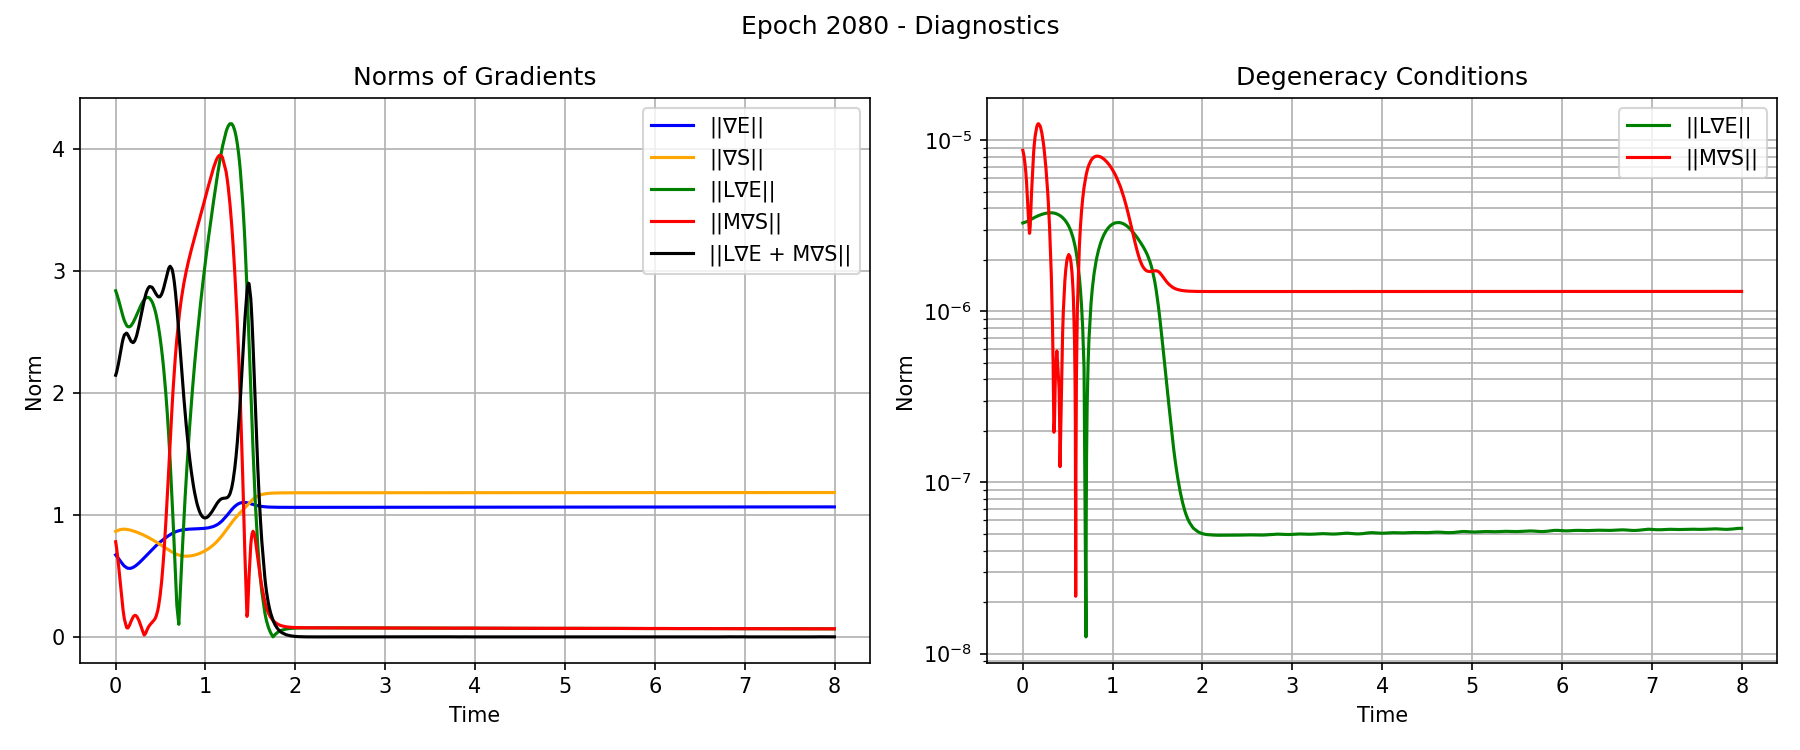 Epoch 2080 - Diagnostics
Norms of Gradients
Norm
4
3
2
1
0
||∇E||
||∇S||
||L∇E||
||M∇S||
||L∇E + M∇S||
0 1 2 3 4 5 6 7 8
Time
Degeneracy Conditions
Norm
10⁻⁵
10⁻⁶
10⁻⁷
10⁻⁸
||L∇E||
||M∇S||
0 1 2 3 4 5 6 7 8
Time